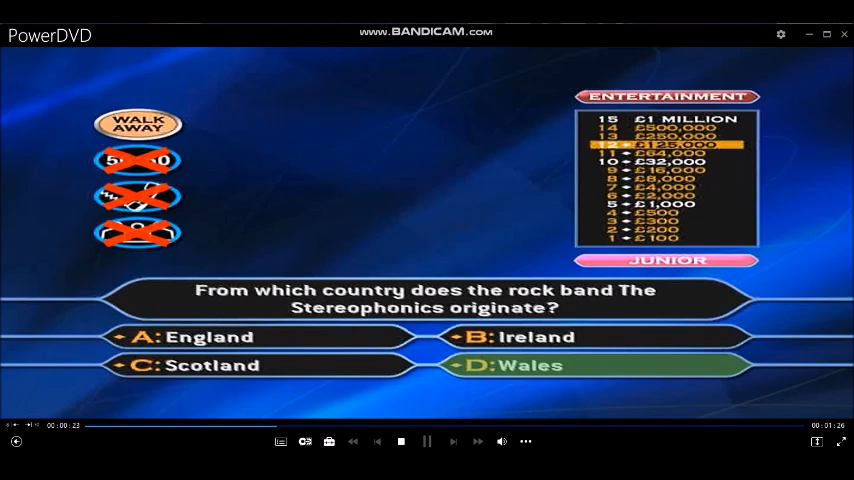 PowerDVD
www.BANDICAM.com
WALK
AWAY
ENTERTAINMENT
15 £1 MILLION
14 £500,000
13 £250,000
12 £125,000
11 £64,000
10 £32,000
9 £16,000
8 £8,000
7 £4,000
6 £2,000
5 £1,000
4 £500
3 £300
2 £200
1 £100
JUNIOR
From which country does the rock band The
Stereophonics originate?
A: England
B: Ireland
C: Scotland
D: Wales
00:00:23
00:01:26